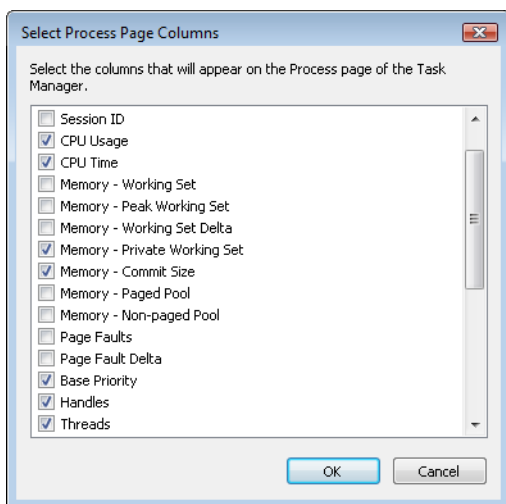 Select Process Page Columns
Select the columns that will appear on the Process page of the Task
Manager.
Session ID
CPU Usage
CPU Time
Memory - Working Set
Memory - Peak Working Set
Memory - Working Set Delta
Memory - Private Working Set
Memory - Commit Size
Memory - Paged Pool
Memory - Non-paged Pool
Page Faults
Page Fault Delta
Base Priority
Handles
Threads
OK Cancel